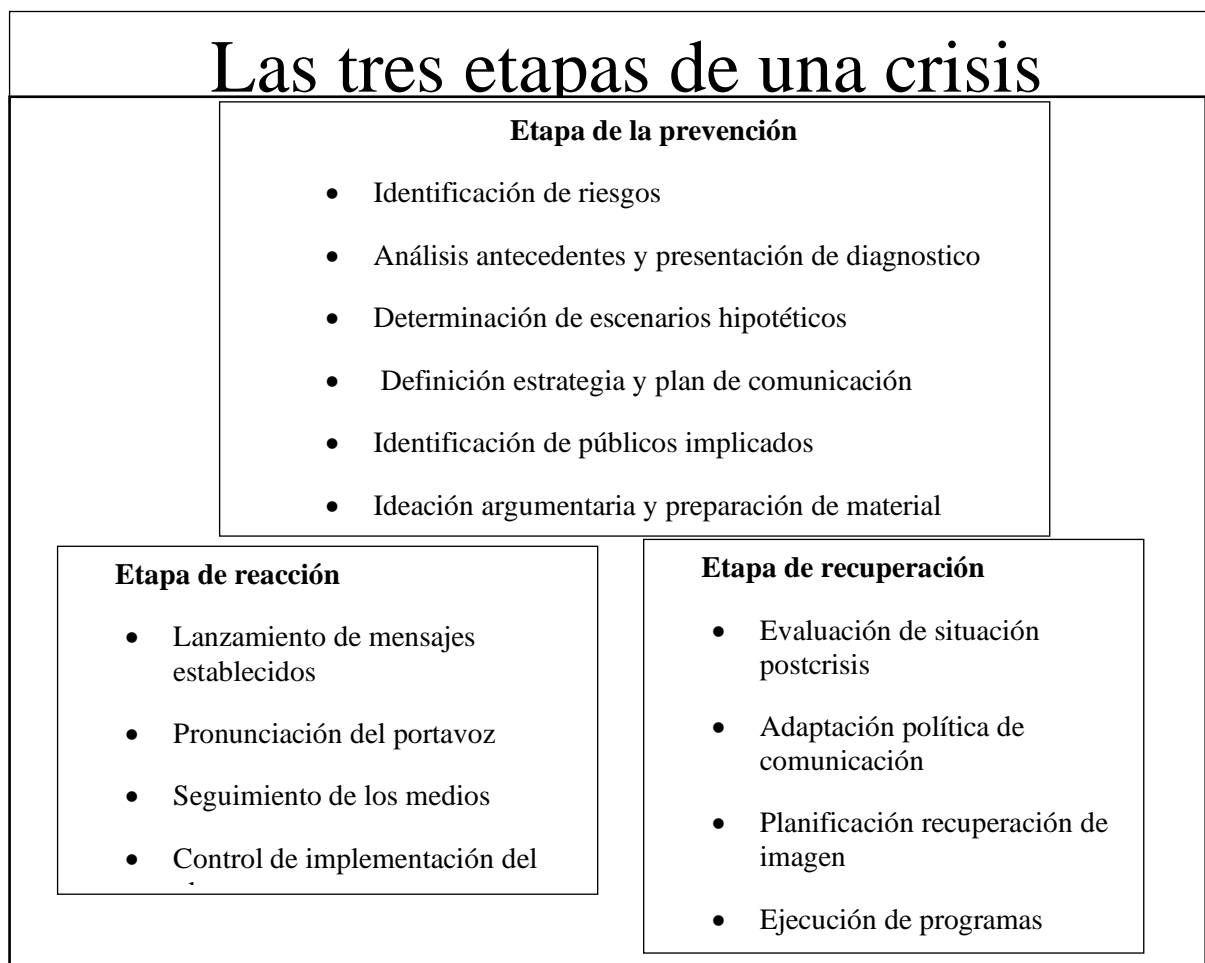 Las tres etapas de una crisis
Etapa de la prevención
• Identificación de riesgos
• Análisis antecedentes y presentación de diagnostico
• Determinación de escenarios hipotéticos
• Definición estrategia y plan de comunicación
• Identificación de públicos implicados
• Ideación argumentaria y preparación de material
Etapa de reacción
• Lanzamiento de mensajes
establecidos
• Pronunciación del portavoz
• Seguimiento de los medios
• Control de implementación del
Etapa de recuperación
• Evaluación de situación
postcrisis
• Adaptación política de
comunicación
• Planificación recuperación de
imagen
• Ejecución de programas